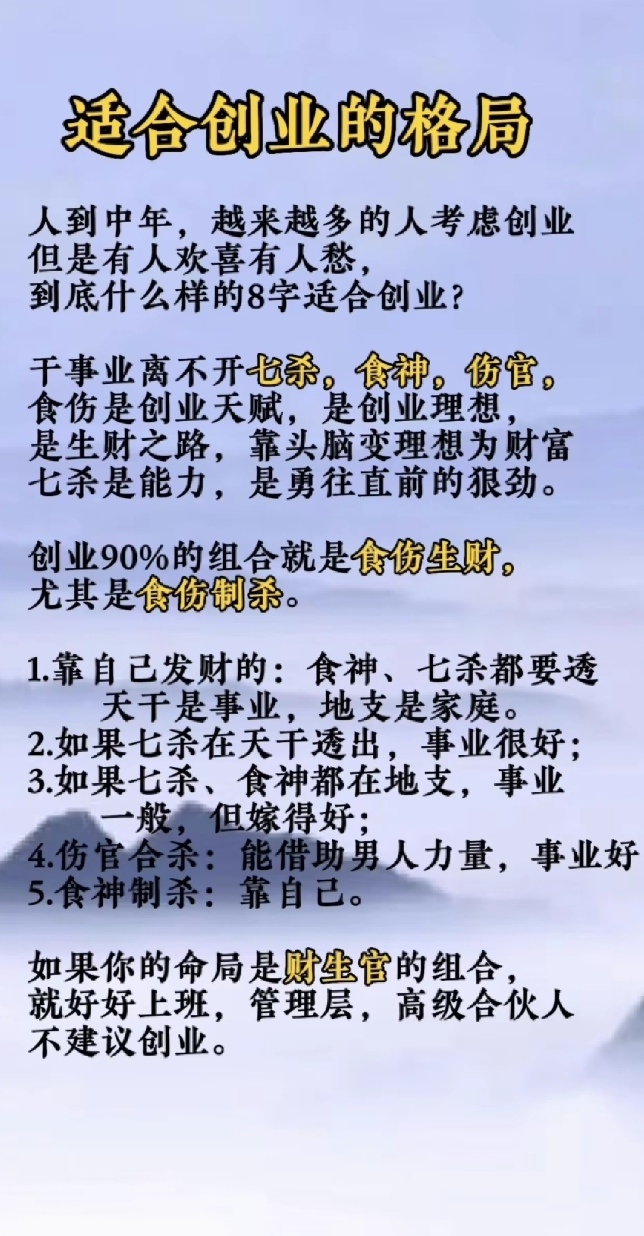 适合创业的格局
人到中年，越来越多的人考虑创业
但是有人欢喜有人愁，
到底什么样的8字适合创业？
干事业离不开七杀，食神，伤官，
食伤是创业天赋，是创业理想，
是生财之路，靠头脑变理想为财富
七杀是能力，是勇往直前的狠劲。
创业90%的组合就是食伤生财，
尤其是食伤制杀。
1.靠自己发财的：食神、七杀都要透
天干是事业，地支是家庭。
2.如果七杀在天干透出，事业很好；
3.如果七杀、食神都在地支，事业
一般，但嫁得好；
4.伤官合杀：能借助男人力量，事业好
5.食神制杀：靠自己。
如果你的命局是财生官的组合，
就好好上班，管理层，高级合伙人
不建议创业。